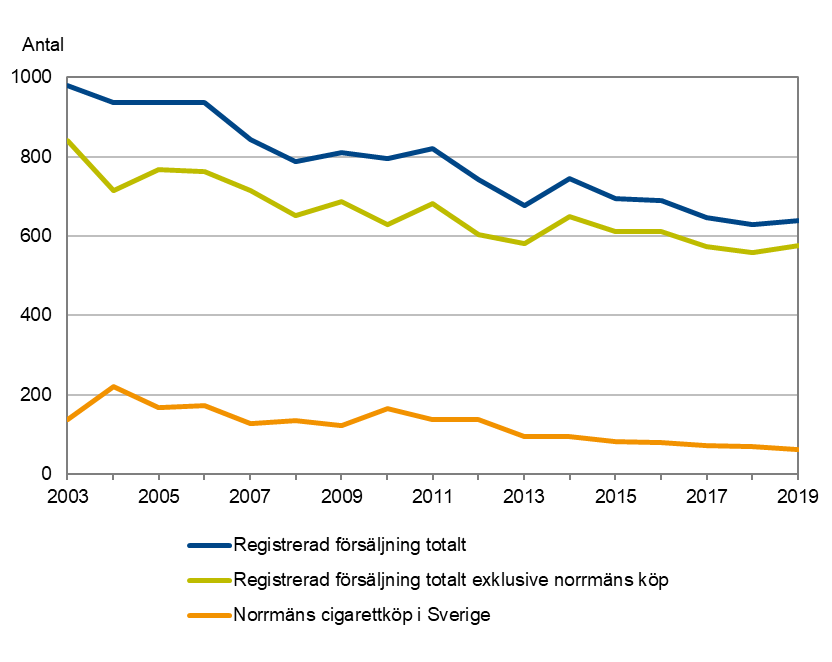 Antal
1000
800
600
400
200
0
2003 2005 2007 2009 2011 2013 2015 2017 2019
Registrerad försäljning totalt
Registrerad försäljning totalt exklusive norrmäns köp
Norrmäns cigarettköp i Sverige